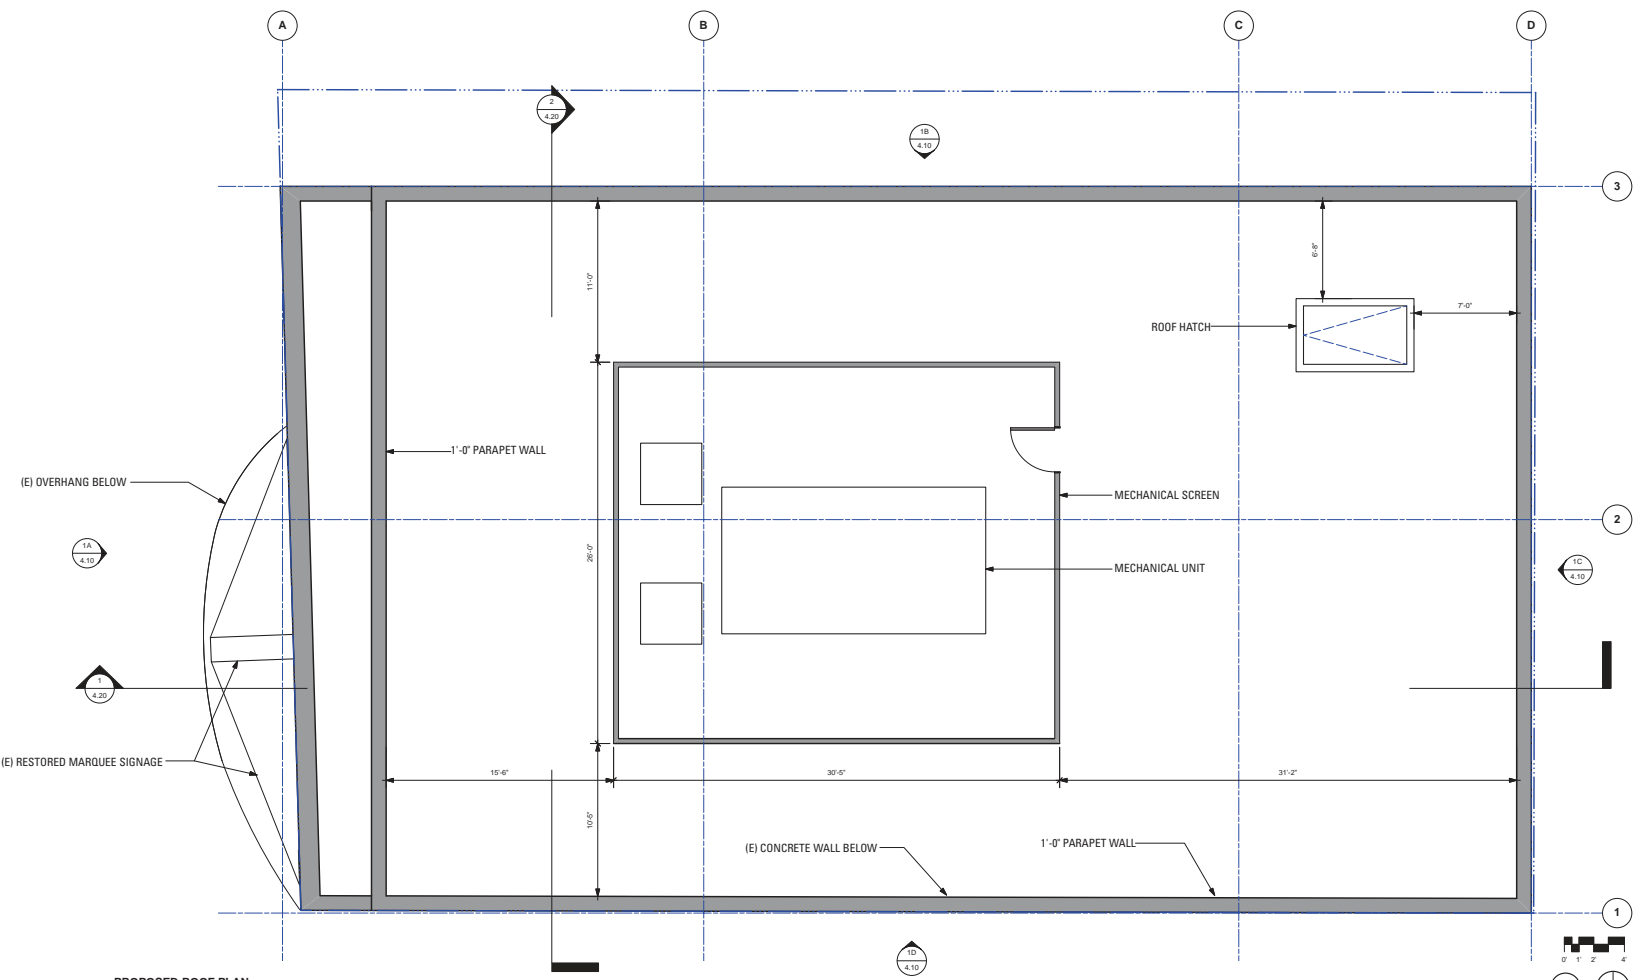 A
B
C
D
2
4.20
1B
4.10
3
11'-0"
6'-8"
7'-0"
ROOF HATCH
1'-0" PARAPET WALL
(E) OVERHANG BELOW
MECHANICAL SCREEN
2
1A
4.10
26'-0"
MECHANICAL UNIT
1C
4.10
1
4.20
(E) RESTORED MARQUEE SIGNAGE
15'-6"
30'-5"
31'-2"
10'-5"
(E) CONCRETE WALL BELOW
1'-0" PARAPET WALL
1
1D
4.10
0' 1' 2' 4'
PROPOSED ROOF PLAN